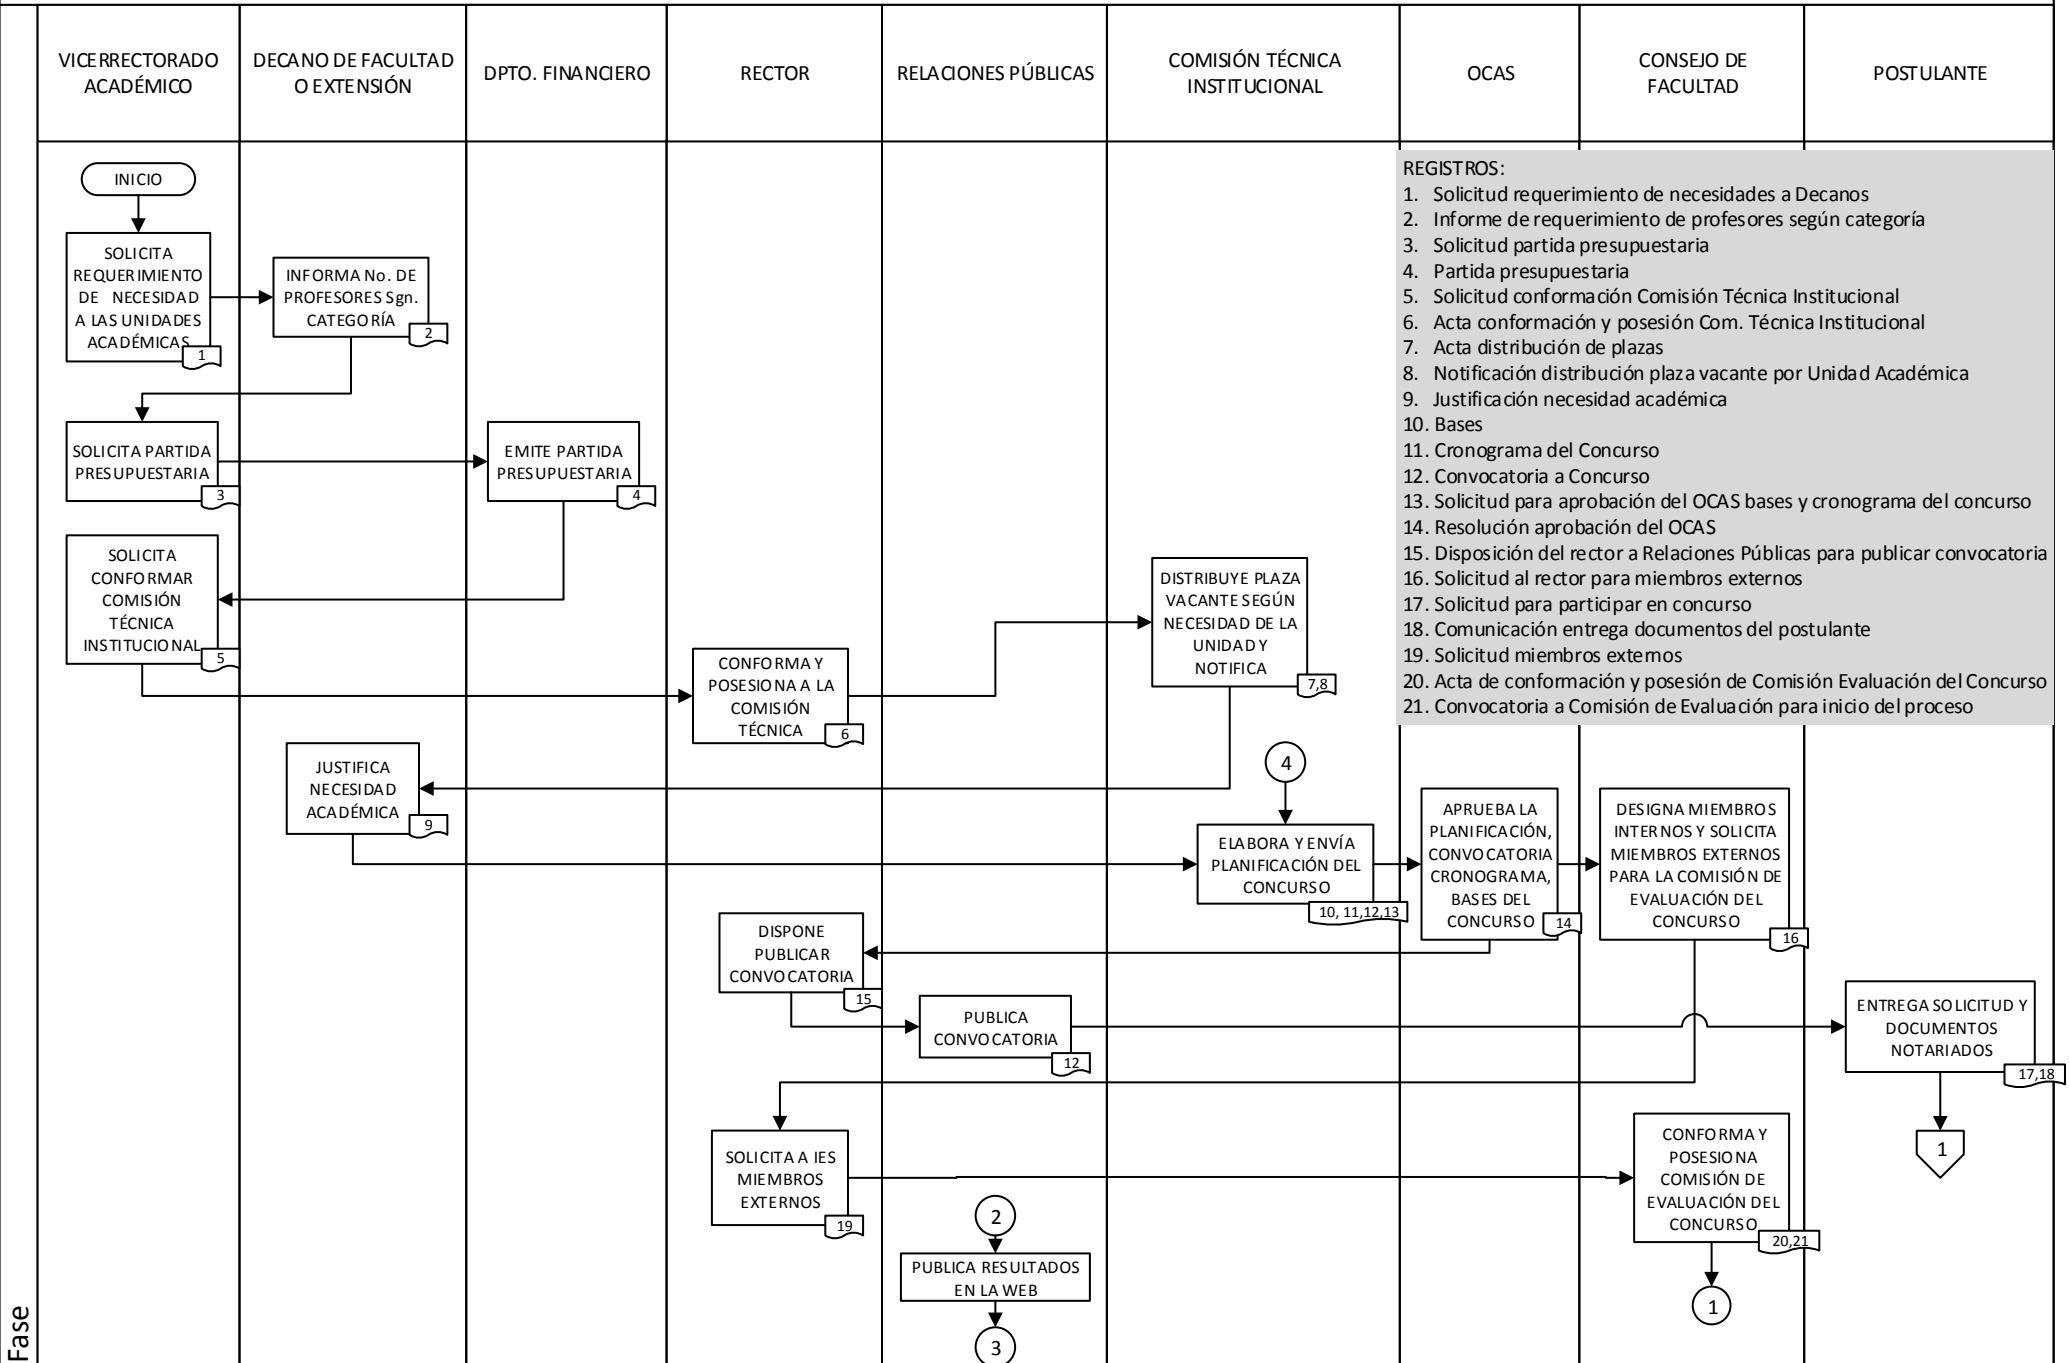 VICERRECTORADO
ACADÉMICO
DECANO DE FACULTAD
O EXTENSIÓN
DPTO. FINANCIERO
RECTOR
RELACIONES PÚBLICAS
COMISIÓN TÉCNICA
INSTITUCIONAL
OCAS
CONSEJO DE
FACULTAD
POSTULANTE
INICIO
SOLICITA
REQUERIMIENTO
DE NECESIDAD
A LAS UNIDADES
ACADÉMICAS
1
INFORMA No. DE
PROFESORES Sgn.
CATEGORÍA
2
SOLICITA PARTIDA
PRESUPUESTARIA
3
EMITE PARTIDA
PRESUPUESTARIA
4
SOLICITA
CONFORMAR
COMISIÓN
TÉCNICA
INSTITUCIONAL
5
CONFORMA Y
POSESIONA A LA
COMISIÓN
TÉCNICA
6
DISTRIBUYE PLAZA
VACANTE SEGÚN
NECESIDAD DE LA
UNIDAD Y
NOTIFICA
7,8
REGISTROS:
1. Solicitud requerimiento de necesidades a Decanos
2. Informe de requerimiento de profesores según categoría
3. Solicitud partida presupuestaria
4. Partida presupuestaria
5. Solicitud conformación Comisión Técnica Institucional
6. Acta conformación y posesión Com. Técnica Institucional
7. Acta distribución de plazas
8. Notificación distribución plaza vacante por Unidad Académica
9. Justificación necesidad académica
10. Bases
11. Cronograma del Concurso
12. Convocatoria a Concurso
13. Solicitud para aprobación del OCAS bases y cronograma del concurso
14. Resolución aprobación del OCAS
15. Disposición del rector a Relaciones Públicas para publicar convocatoria
16. Solicitud al rector para miembros externos
17. Solicitud para participar en concurso
18. Comunicación entrega documentos del postulante
19. Solicitud miembros externos
20. Acta de conformación y posesión de Comisión Evaluación del Concurso
21. Convocatoria a Comisión de Evaluación para inicio del proceso
JUSTIFICA
NECESIDAD
ACADÉMICA
9
4
ELABORA Y ENVÍA
PLANIFICACIÓN DEL
CONCURSO
10, 11,12,13
APRUEBA LA
PLANIFICACIÓN,
CONVOCATORIA
CRONOGRAMA,
BASES DEL
CONCURSO
14
DESIGNA MIEMBROS
INTERNOS Y SOLICITA
MIEMBROS EXTERNOS
PARA LA COMISIÓN DE
EVALUACIÓN DEL
CONCURSO
16
DISPONE
PUBLICAR
CONVOCATORIA
15
PUBLICA
CONVOCATORIA
12
ENTREGA SOLICITUD Y
DOCUMENTOS
NOTARIADOS
17,18
1
SOLICITA A IES
MIEMBROS
EXTERNOS
19
CONFORMA Y
POSESIONA
COMISIÓN DE
EVALUACIÓN DEL
CONCURSO
20,21
1
2
PUBLICA RESULTADOS
EN LA WEB
3
Fase